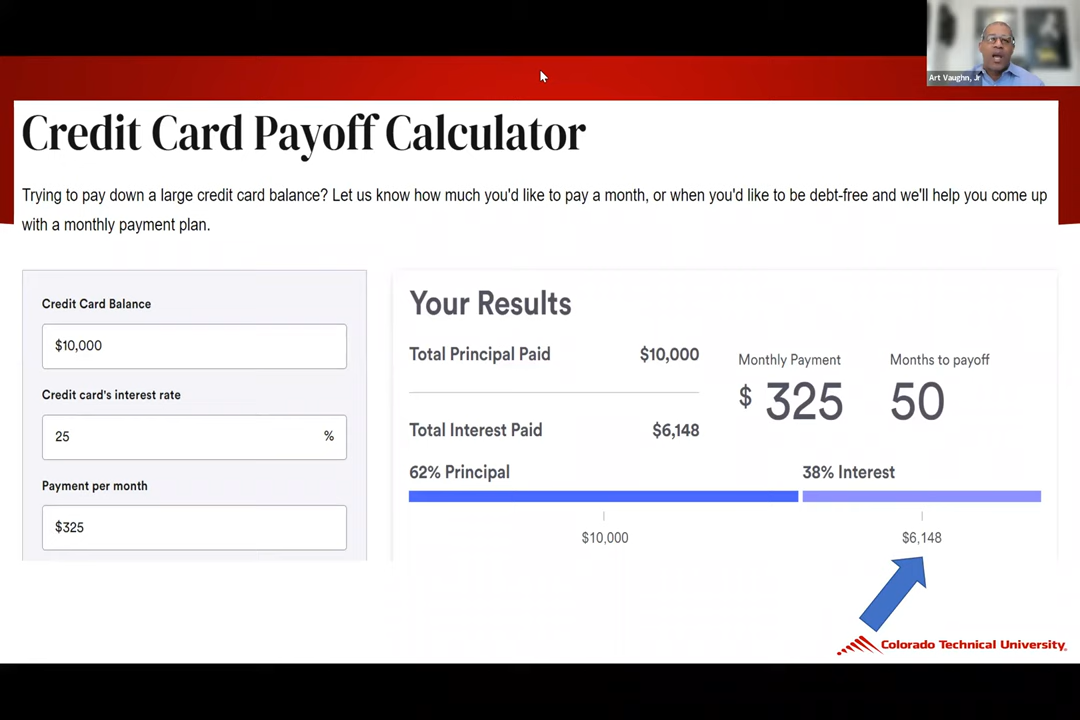 Art Vaughn, Jr
Credit Card Payoff Calculator
Trying to pay down a large credit card balance? Let us know how much you'd like to pay a month, or when you'd like to be debt-free and we'll help you come up
with a monthly payment plan.
Credit Card Balance
$10,000
Credit card's interest rate
25 %
Payment per month
$325
Your Results
Total Principal Paid $10,000
Total Interest Paid $6,148
Monthly Payment
$ 325
Months to payoff
50
62% Principal
38% Interest
$10,000
$6,148
Colorado Technical University